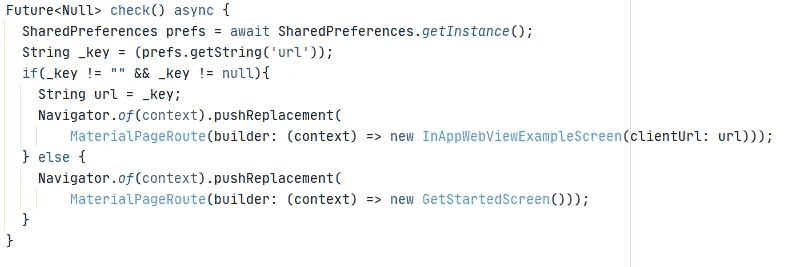 Future<Null> check() async {
  SharedPreferences prefs = await SharedPreferences.getInstance();
  String _key = (prefs.getString('url'));
  if(_key != "" && _key != null){
    String url = _key;
    Navigator.of(context).pushReplacement(
        MaterialPageRoute(builder: (context) => new InAppWebViewExampleScreen(clientUrl: url)));
  } else {
    Navigator.of(context).pushReplacement(
        MaterialPageRoute(builder: (context) => new GetStartedScreen()));
  }
}